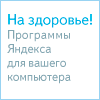 На здоровье!
Программы
Яндекса
для вашего
компьютера